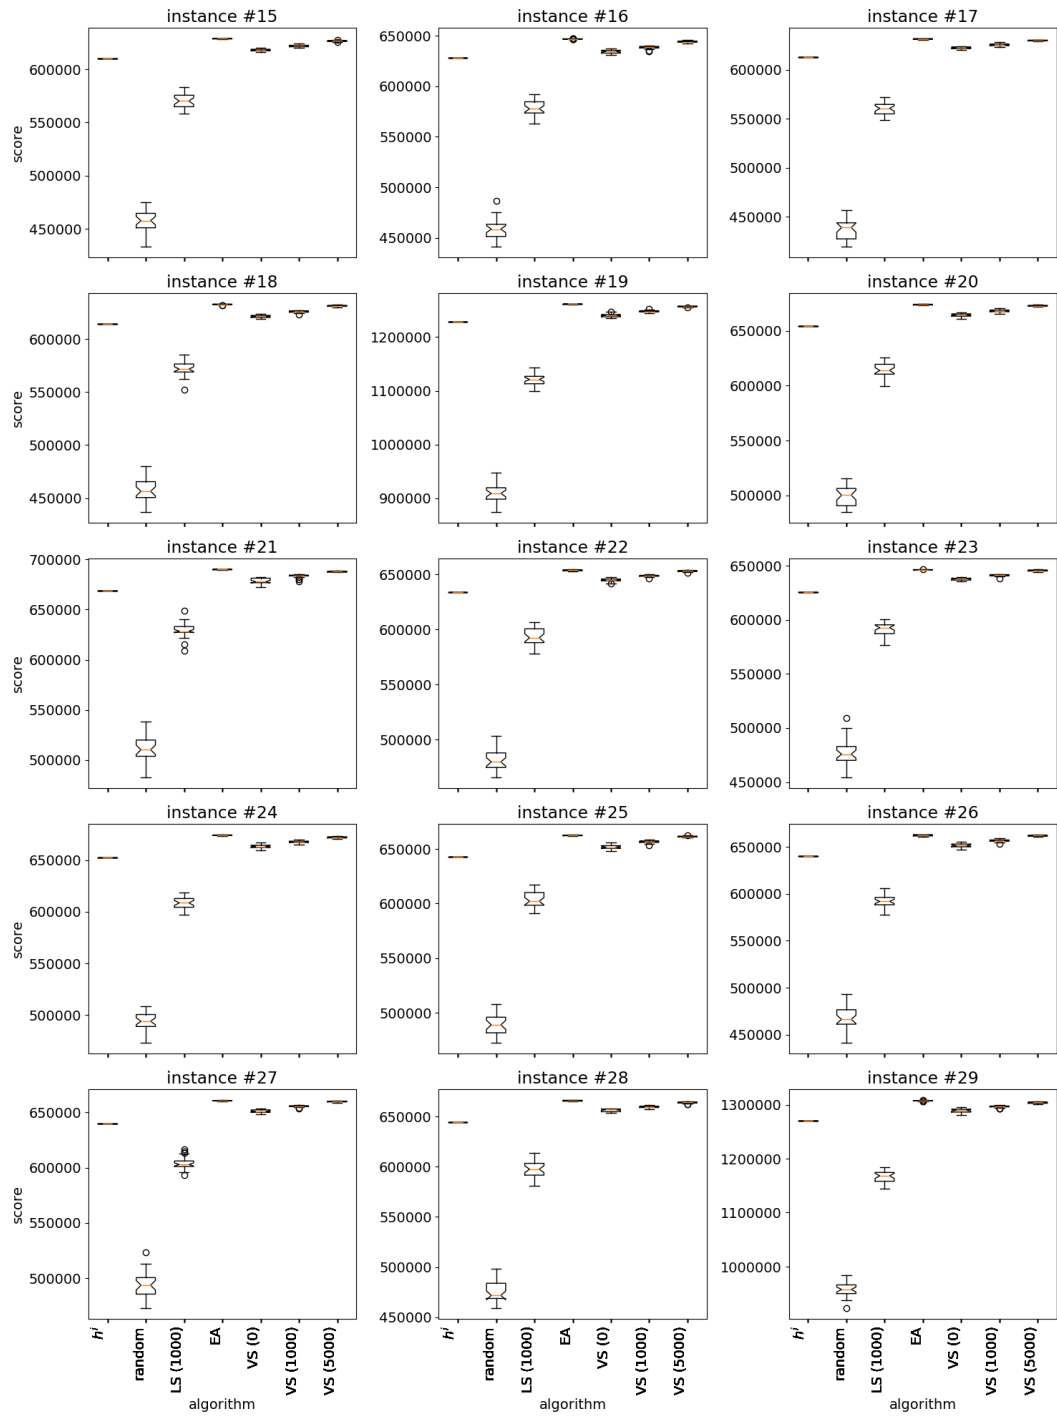 instance #15
instance #16
instance #17
score
600000
550000
500000
450000
650000
600000
550000
500000
450000
600000
550000
500000
450000
instance #18
instance #19
instance #20
score
600000
550000
500000
450000
1200000
1100000
1000000
900000
650000
600000
550000
500000
instance #21
instance #22
instance #23
score
700000
650000
600000
550000
500000
650000
600000
550000
500000
650000
600000
550000
500000
450000
instance #24
instance #25
instance #26
score
650000
600000
550000
500000
650000
600000
550000
500000
650000
600000
550000
500000
450000
instance #27
instance #28
instance #29
score
650000
600000
550000
500000
650000
600000
550000
500000
450000
1300000
1200000
1100000
1000000
hⁱ
random
LS (1000)
EA
VS (0)
VS (1000)
VS (5000)
hⁱ
random
LS (1000)
EA
VS (0)
VS (1000)
VS (5000)
hⁱ
random
LS (1000)
EA
VS (0)
VS (1000)
VS (5000)
algorithm
algorithm
algorithm